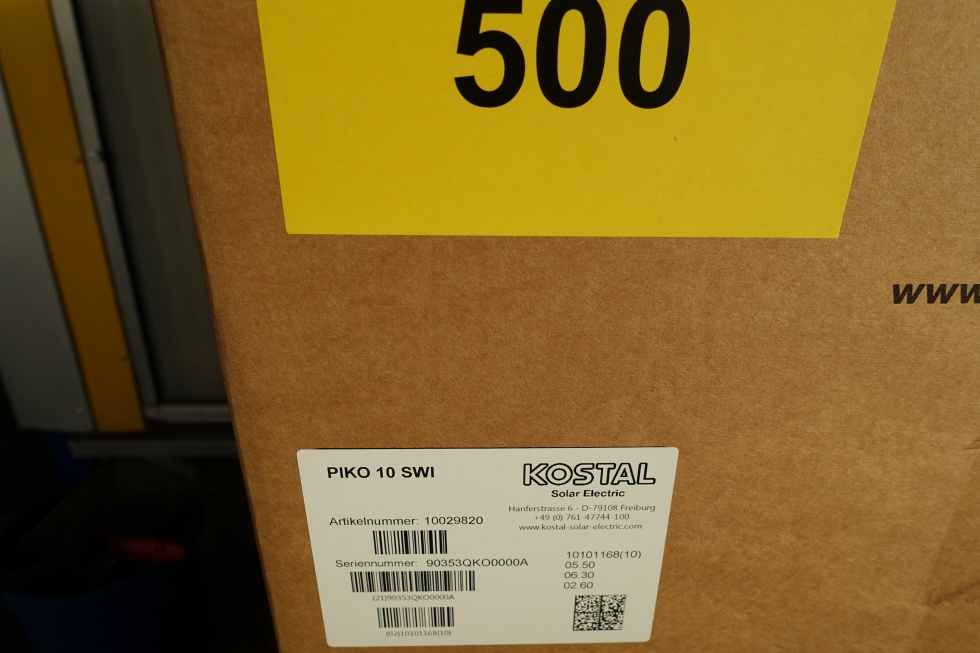 500
www
PIKO 10 SWI
KOSTAL
Solar Electric
Hanferstrasse 6 - D-79108 Freiburg
+49 (0) 761-47744-100
www.kostal-solar-electric.com
Artikelnummer: 10029820
Seriennummer: 90353QKO0000A
(21)90353QKO0000A
(02)10101168(10)
10101168(10)
05.50
06.30
02.60